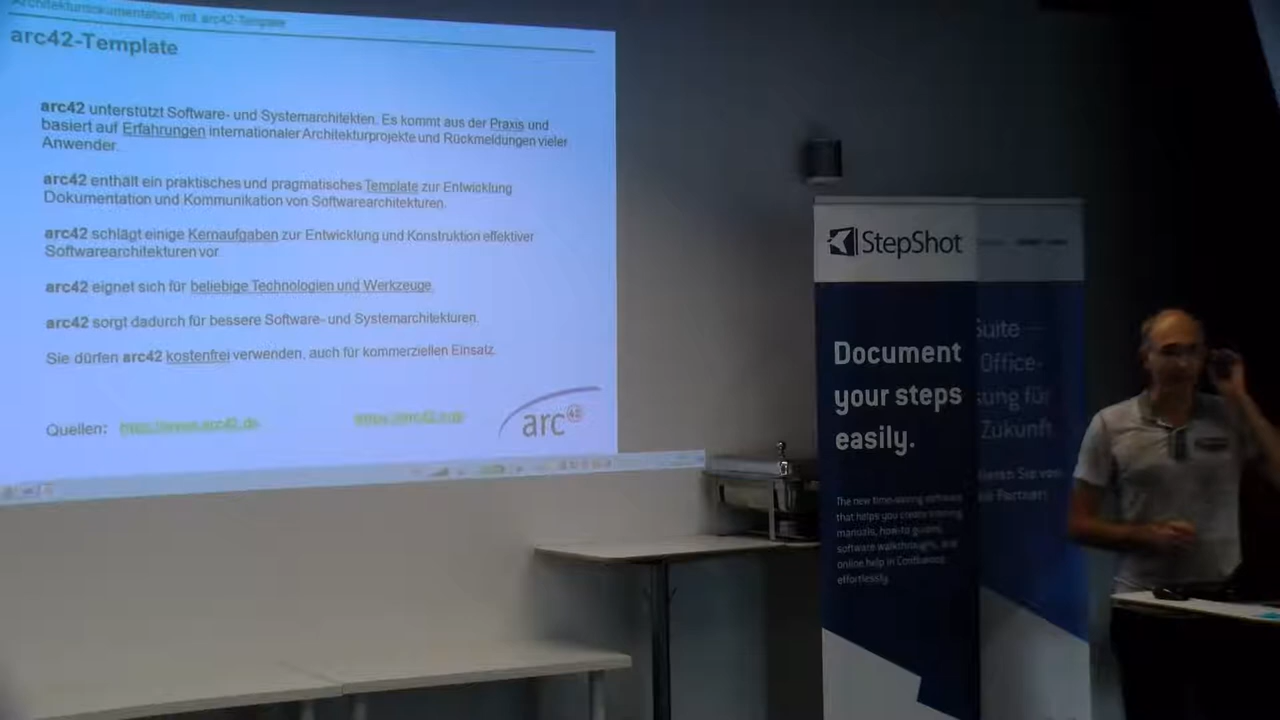 Architekturdokumentation mit arc42-Template
arc42-Template
arc42 unterstützt Software- und Systemarchitekten. Es kommt aus der Praxis und
basiert auf Erfahrungen internationaler Architekturprojekte und Rückmeldungen vieler
Anwender.
arc42 enthält ein praktisches und pragmatisches Template zur Entwicklung
Dokumentation und Kommunikation von Softwarearchitekturen.
arc42 schlägt einige Kernaufgaben zur Entwicklung und Konstruktion effektiver
Softwarearchitekturen vor
arc42 eignet sich für beliebige Technologien und Werkzeuge.
arc42 sorgt dadurch für bessere Software- und Systemarchitekturen.
Sie dürfen arc42 kostenfrei verwenden, auch für kommerziellen Einsatz.
Quellen:
arc42
StepShot
Document
your steps
easily.
The new time-saving software
that helps you create training
manuals, how-to guides,
software walkthroughs, and
online help in Confluence
effortlessly.
Suite –
Office-
für
Zukunft.
Sie von
Partner!